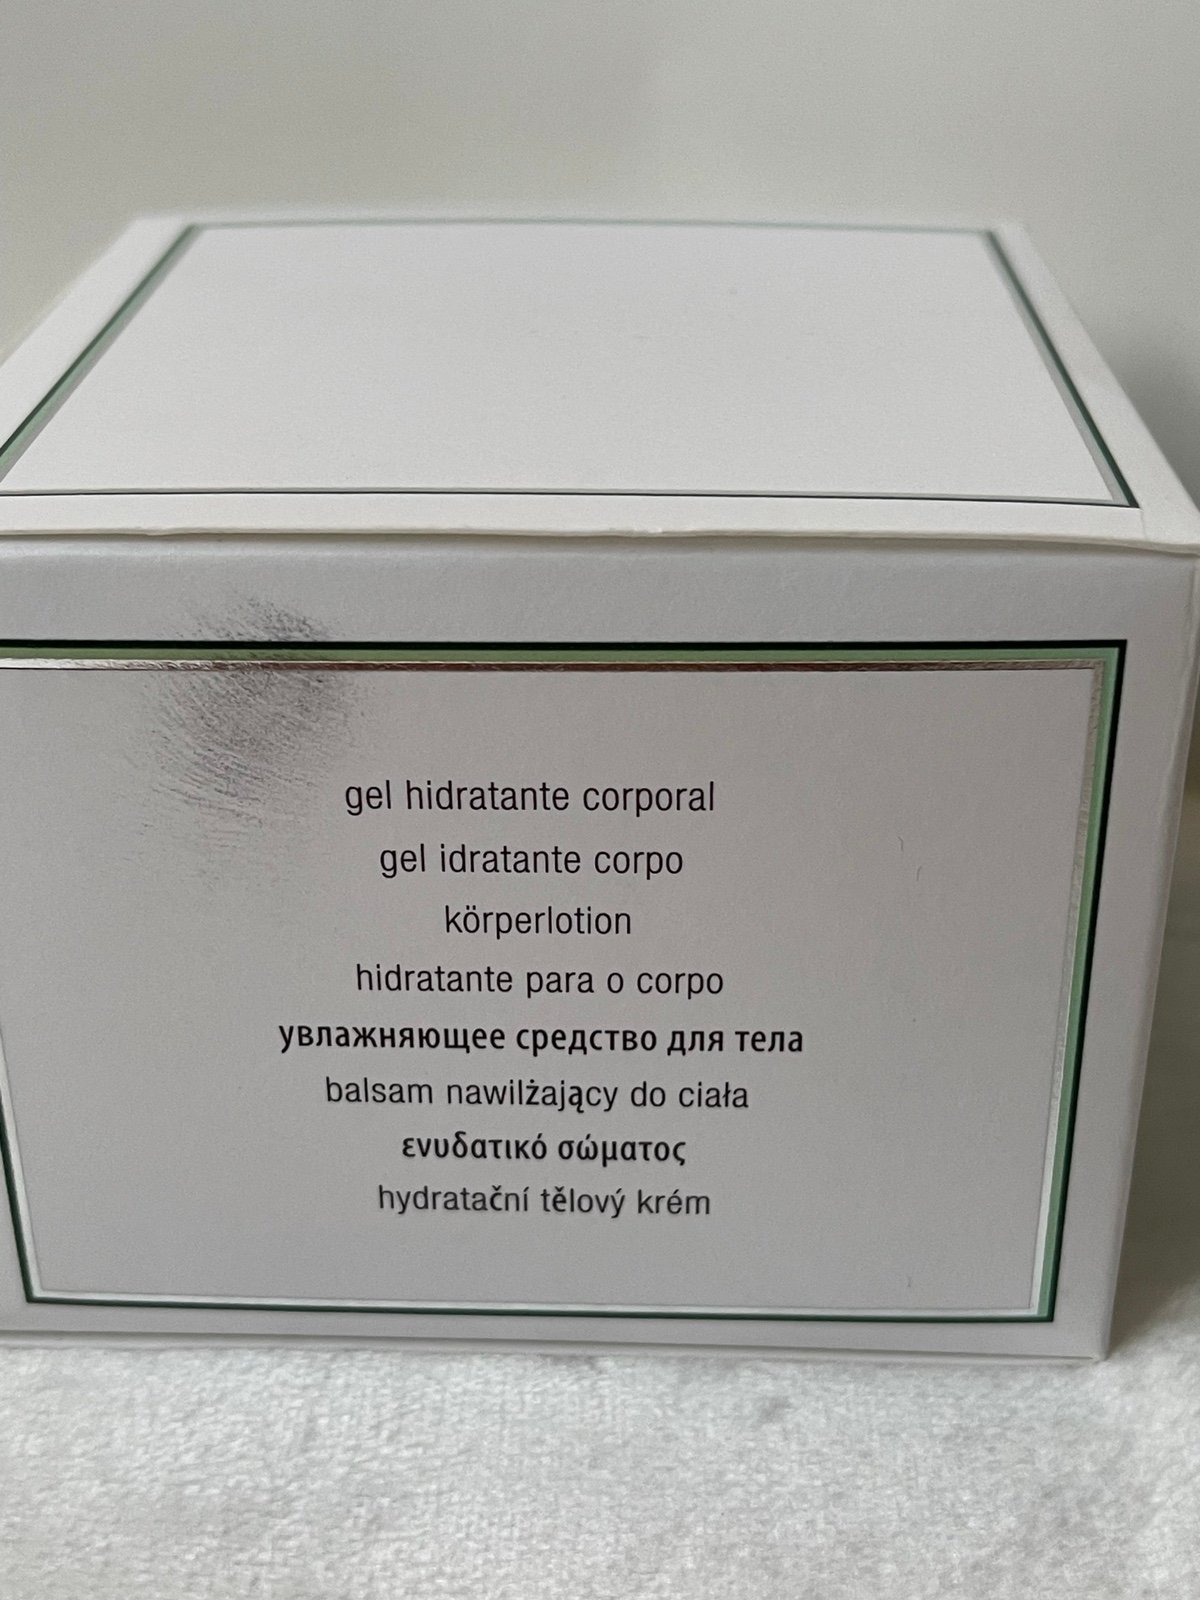 gel hidratante corporal
gel idratante corpo
körperlotion
hidratante para o corpo
увлажняющее средство для тела
balsam nawilżający do ciała
ενυδατικό σώματος
hydratační tělový krém